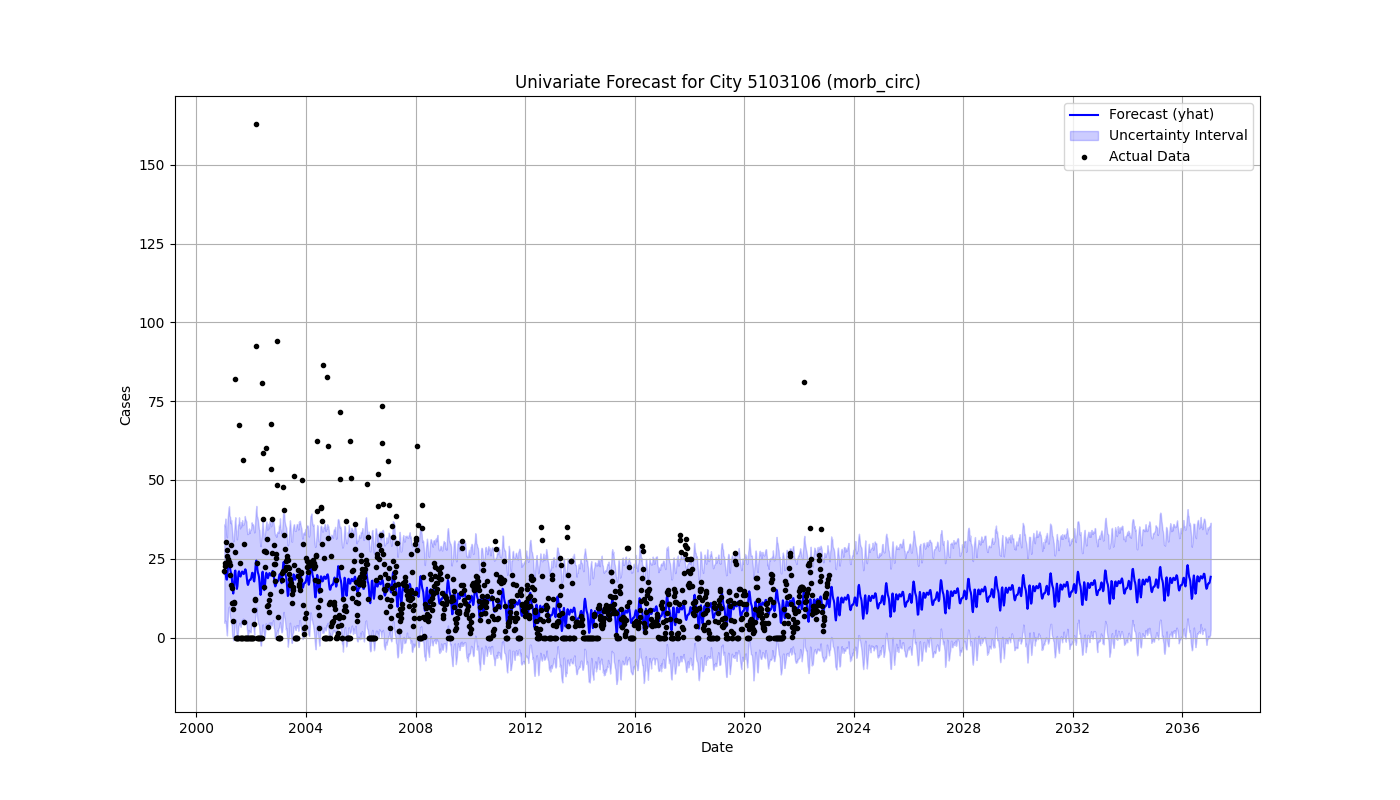 Univariate Forecast for City 5103106 (morb_circ)
Forecast (yhat)
Uncertainty Interval
Actual Data
150
125
100
75
50
25
0
Cases
2000 2004 2008 2012 2016 2020 2024 2028 2032 2036
Date